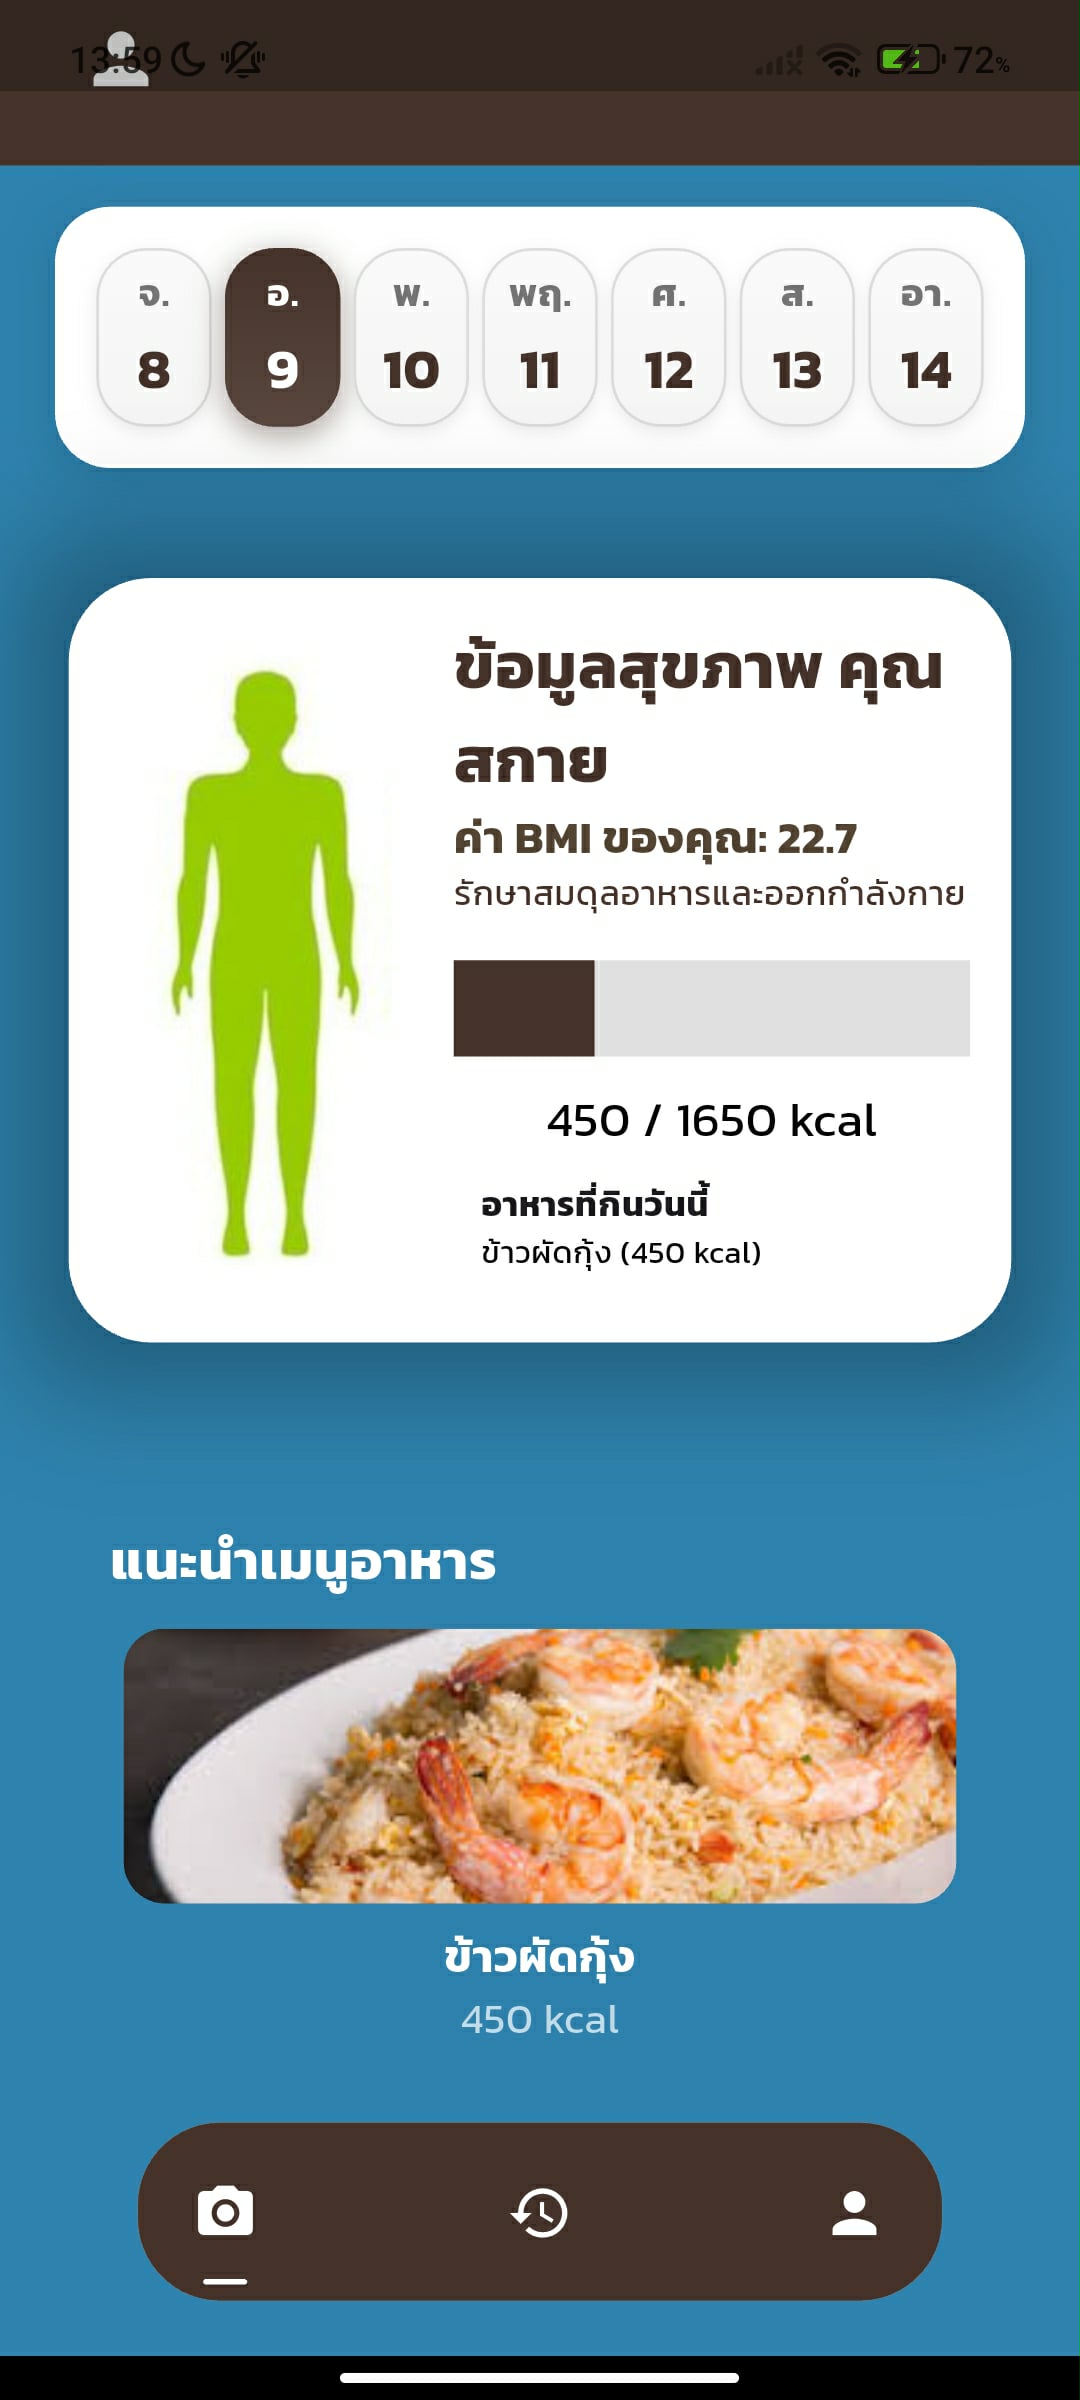 13:59
72%
จ. อ. พ. พฤ. ศ. ส. อา.
8 9 10 11 12 13 14
ข้อมูลสุขภาพ คุณ
สกาย
ค่า BMI ของคุณ: 22.7
รักษาสมดุลอาหารและออกกำลังกาย
450 / 1650 kcal
อาหารที่กินวันนี้
ข้าวผัดกุ้ง (450 kcal)
แนะนำเมนูอาหาร
ข้าวผัดกุ้ง
450 kcal